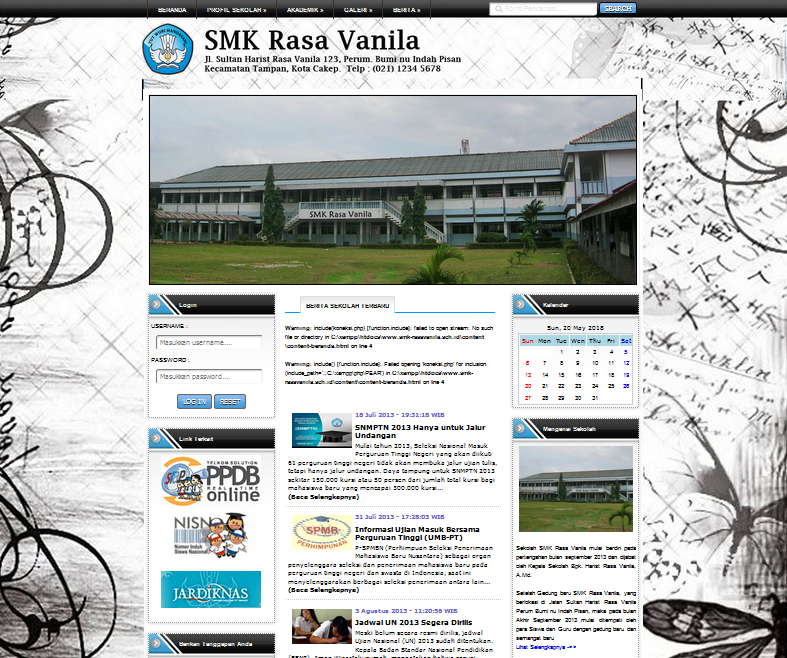 BERANDA
PROFIL SEKOLAH »
AKADEMIK »
GALERI »
BERITA »
Form Pencarian....
SEARCH
SMK Rasa Vanila
Jl. Sultan Harist Rasa Vanila 123, Perum. Bumi nu Indah Pisan
Kecamatan Tampan, Kota Cakep. Telp : (021) 1234 5678
SMK Rasa Vanila
Login
USERNAME :
Masukkan username....
PASSWORD :
Masukkan password....
LOG IN
RESET
Link Terkait
TELKOM SOLUTION
PPDB
REAL TIME
online
NISN
Nomor Induk
Siswa Nasional
JARDIKNAS
Berikan Tanggapan Anda
BERITA SEKOLAH TERBARU
Warning: include(koneksi.php) [function.include]: failed to open stream: No such
file or directory in C:\xampp\htdocs\www.smk-rasavanila.sch.id\content
\content-beranda.html on line 4
Warning: include() [function.include]: Failed opening 'koneksi.php' for inclusion
(include_path='.;C:\xampp\php\PEAR') in C:\xampp\htdocs\www.smk-
rasavanila.sch.id\content\content-beranda.html on line 4
18 Juli 2013 - 19:31:18 WIB
SNMPTN 2013 Hanya untuk Jalur
Undangan
Mulai tahun 2013, Seleksi Nasional Masuk
Perguruan Tinggi Negeri yang akan diikuti
61 perguruan tinggi negeri tidak akan membuka jalur ujian tulis,
tetapi hanya jalur undangan. Daya tampung untuk SNMPTN 2013
sekitar 150.000 kursi atau 50 persen dari jumlah total kursi bagi
mahasiswa baru yang mencapai 300.000 kursi...
(Baca Selengkapnya)
31 Juli 2013 - 17:28:03 WIB
SPMB
PERHIMPUNAN
Informasi Ujian Masuk Bersama
Perguruan Tinggi (UMB-PT)
P-SPMBN (Perhimpuan Seleksi Penerimaan
Mahasiswa Baru Nusantara) sebagai organ
penyelenggara seleksi dan penerimaan mahasiswa baru pada
perguruan tinggi negeri dan swasta di Indonesia, saat ini
menyelenggarakan berbagai seleksi penerimaan antara lain...
(Baca Selengkapnya)
3 Agustus 2013 - 11:20:56 WIB
Jadwal UN 2013 Segera Dirilis
Meski belum secara resmi dirilis, jadwal
Ujian Nasional (UN) 2013 sudah ditentukan.
Kepala Badan Standar Nasional Pendidikan
Kalender
Sun, 20 May 2018
Sun Mon Tue Wen Thu Fri Sat
1 2 3 4 5
6 7 8 9 10 11 12
13 14 15 16 17 18 19
20 21 22 23 24 25 26
27 28 29 30 31
Mengenai Sekolah
Sekolah SMK Rasa Vanila mulai berdiri pada
pertengahan bulan september 2013 dan dijabat
oleh Kepala Sekolah Bpk. Harist Rasa Vanila,
A.Md.
Setelah Gedung baru SMK Rasa Vanila, yang
berlokasi di Jalan Sultan Harist Rasa Vanila
Perum Bumi nu Indah Pisan, maka pada bulan
Akhir September 2013 mulai ditempati oleh
para Siswa dan Guru dengan gedung baru dan
semangat baru
Lihat Selengkapnya ->>